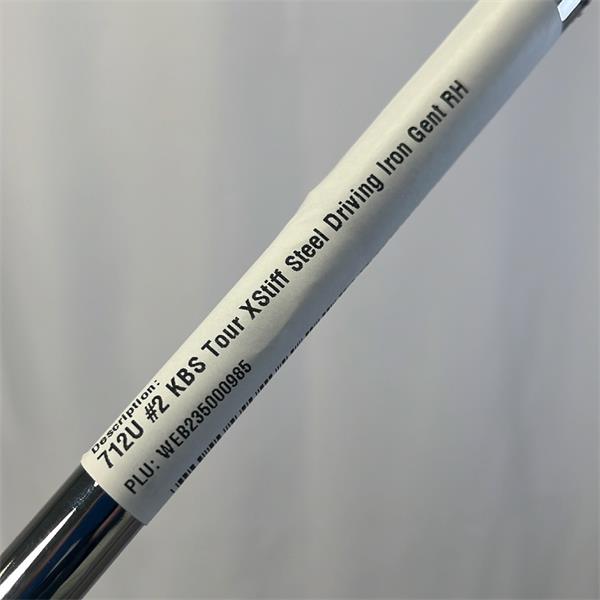 Description:
712U #2 KBS Tour XStiff Steel Driving Iron Gent RH
PLU: WEB235000985